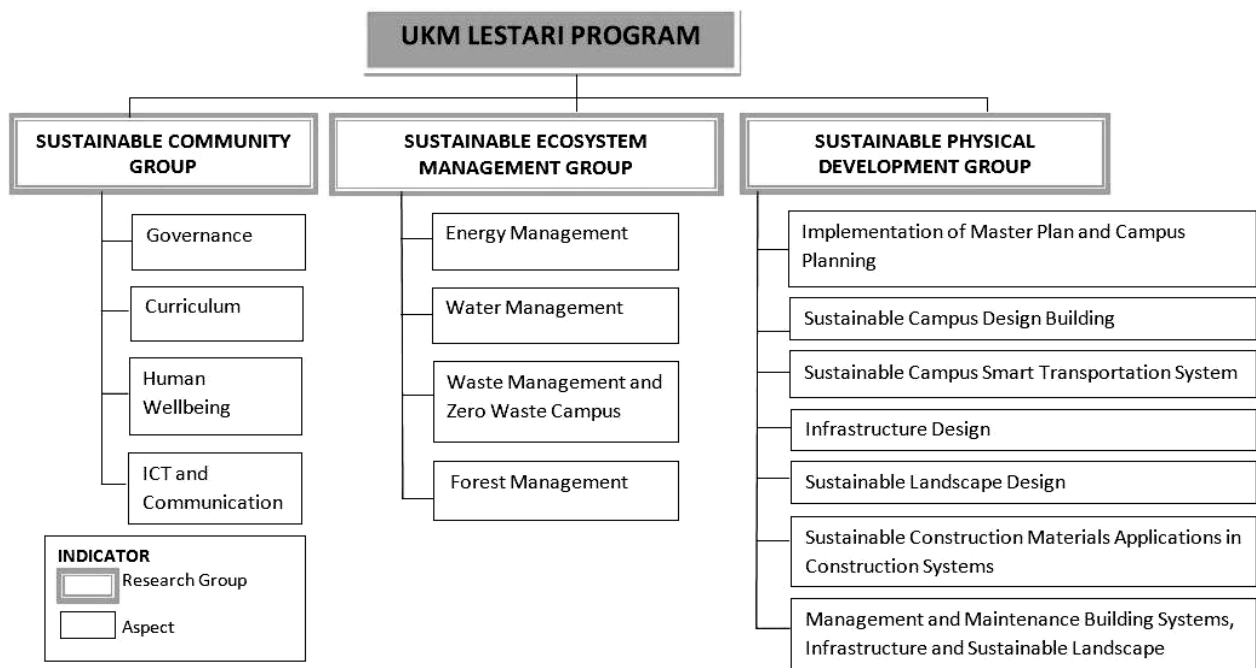 UKM LESTARI PROGRAM
SUSTAINABLE COMMUNITY
GROUP
Governance
Curriculum
Human
Wellbeing
ICT and
Communication
SUSTAINABLE ECOSYSTEM
MANAGEMENT GROUP
Energy Management
Water Management
Waste Management and
Zero Waste Campus
Forest Management
SUSTAINABLE PHYSICAL
DEVELOPMENT GROUP
Implementation of Master Plan and Campus
Planning
Sustainable Campus Design Building
Sustainable Campus Smart Transportation System
Infrastructure Design
Sustainable Landscape Design
Sustainable Construction Materials Applications in
Construction Systems
Management and Maintenance Building Systems,
Infrastructure and Sustainable Landscape
INDICATOR
Research Group
Aspect